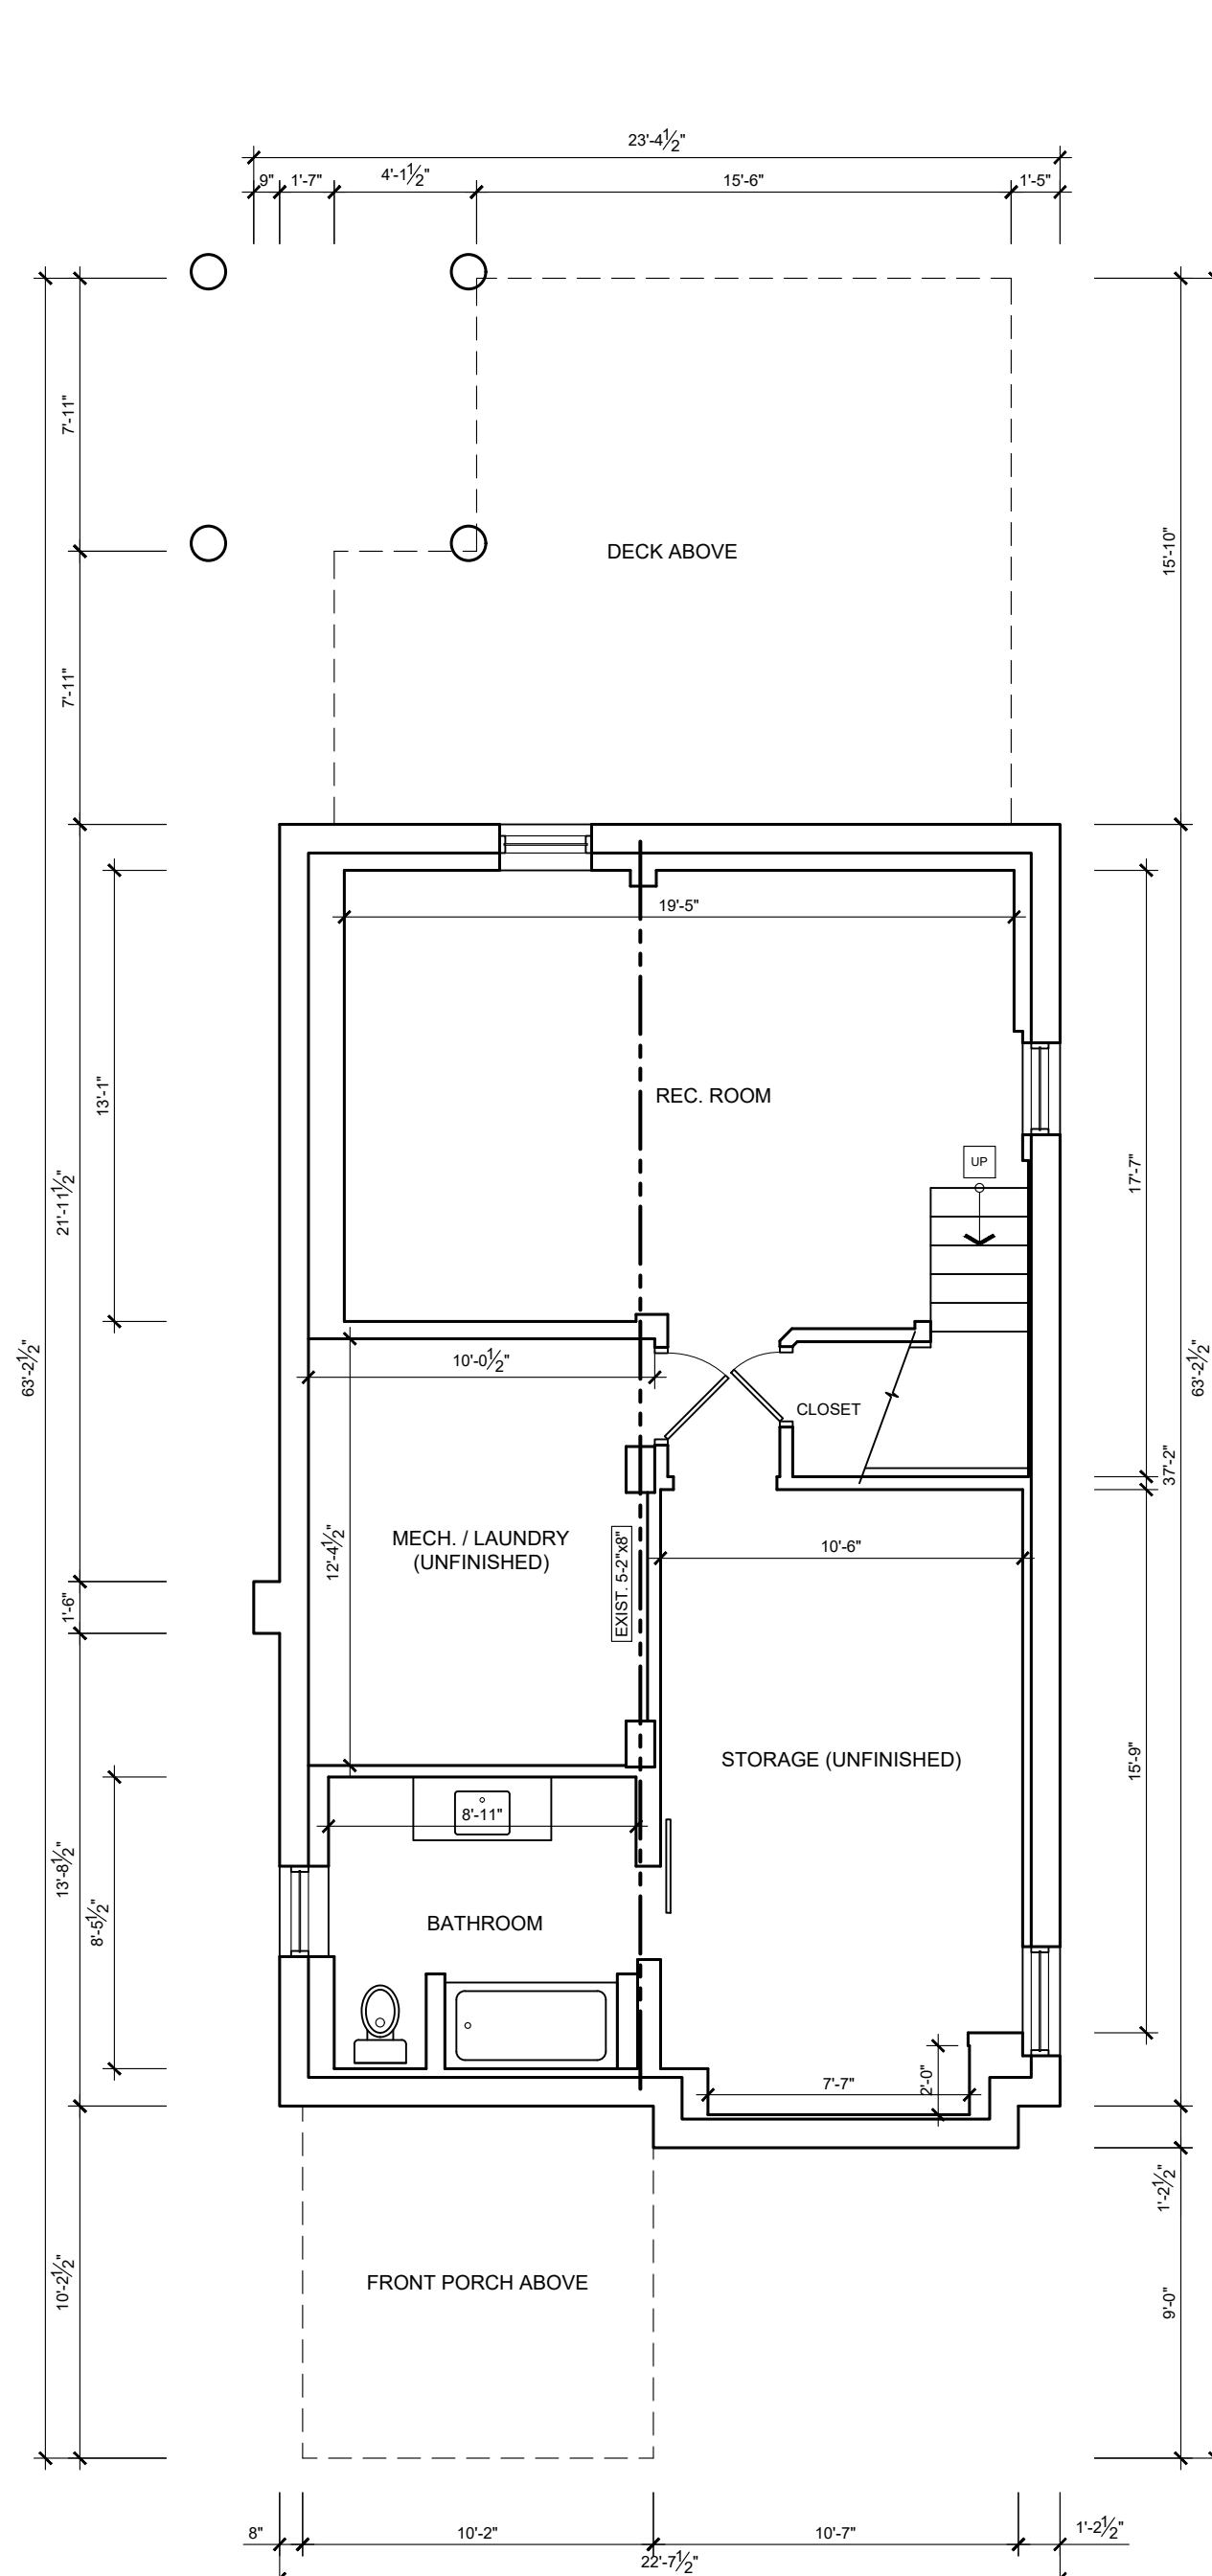 23'-4½"
9" 1'-7" 4'-1½" 15'-6" 1'-5"
7'-11"
DECK ABOVE
15'-10"
7'-11"
19'-5"
REC. ROOM
13'-1"
UP
17'-7"
21'-11½"
63'-2½"
63'-2½"
10'-0½"
CLOSET
37'-2"
MECH. / LAUNDRY
(UNFINISHED)
12'-4½"
EXIST. 5-2"x8"
10'-6"
1'-6"
STORAGE (UNFINISHED)
15'-9"
8'-11"
13'-8½"
8'-5½"
BATHROOM
7'-7"
2'-0"
1'-2½"
FRONT PORCH ABOVE
10'-2½"
9'-0"
8" 10'-2" 10'-7" 1'-2½"
22'-7½"